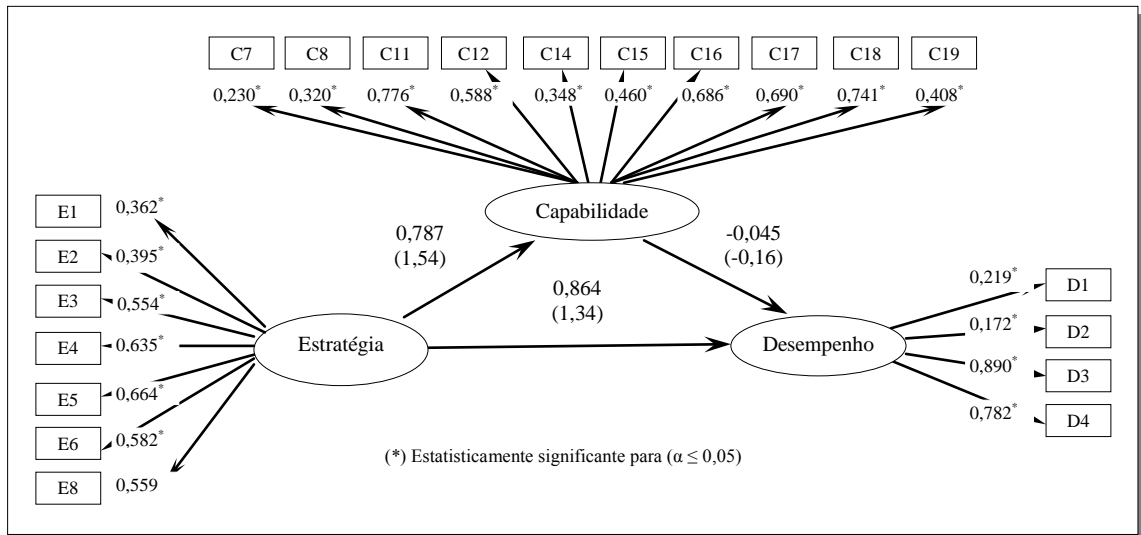 C7 C8 C11 C12 C14 C15 C16 C17 C18 C19
0,230* 0,320* 0,776* 0,588* 0,348* 0,460* 0,686* 0,690* 0,741* 0,408*
Capabilidade
E1 0,362*
E2 0,395*
E3 0,554*
E4 0,635*
E5 0,664*
E6 0,582*
E8 0,559
0,787
(1,54)
-0,045
(-0,16)
0,864
(1,34)
Estratégia
Desempenho
0,219* D1
0,172* D2
0,890* D3
0,782* D4
(*) Estatisticamente significante para (α ≤ 0,05)